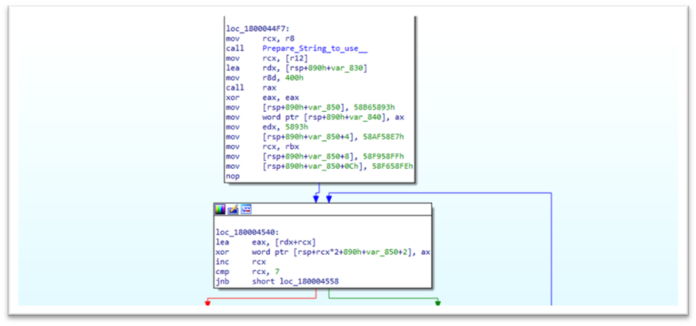 loc_1800044F7:
mov rcx, r8
call Prepare_String_to_use__
mov rcx, [r12]
lea rdx, [rsp+890h+var_830]
mov r8d, 400h
call rax
xor eax, eax
mov [rsp+890h+var_850], 58B65893h
mov word ptr [rsp+890h+var_840], ax
mov edx, 5893h
mov [rsp+890h+var_850+4], 58AF58E7h
mov rcx, rbx
mov [rsp+890h+var_850+8], 58F958FFh
mov [rsp+890h+var_850+0Ch], 58F658FEh
nop
loc_180004540:
lea eax, [rdx+rcx]
xor word ptr [rsp+rcx*2+890h+var_850+2], ax
inc rcx
cmp rcx, 7
jnb short loc_180004558